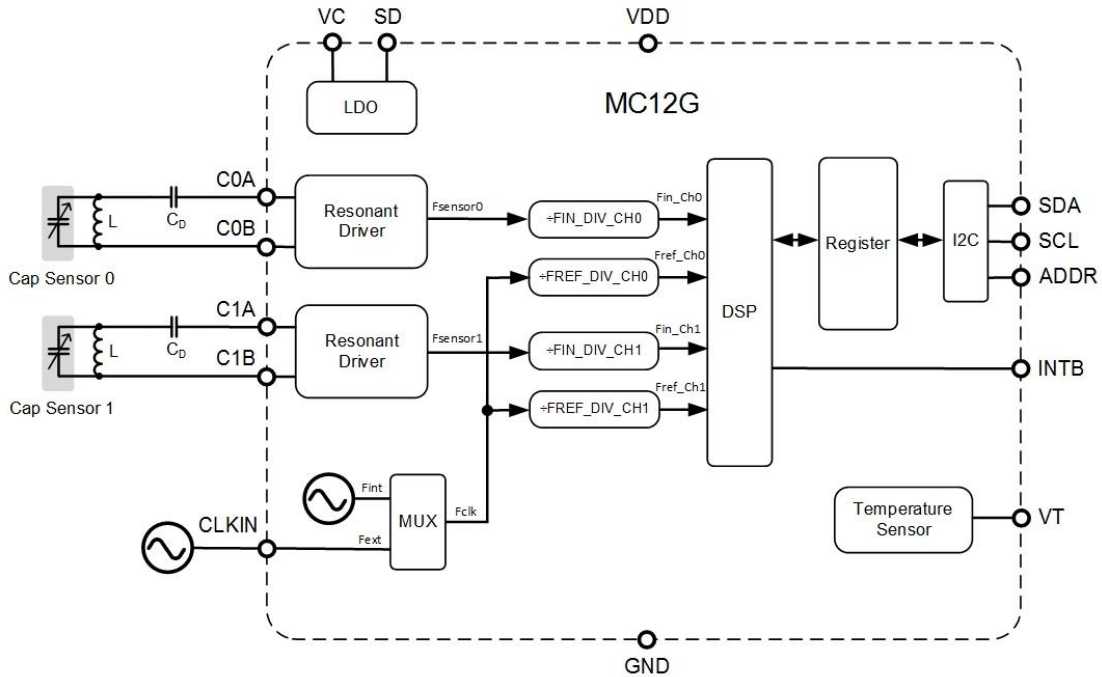 VC
SD
VDD
LDO
MC12G
C0A
Resonant
Driver
Fsensor0
÷FIN_DIV_CH0
Fin_Ch0
L
C_D
C0B
Cap Sensor 0
Fref_Ch0
÷FREF_DIV_CH0
DSP
Register
I2C
SDA
SCL
ADDR
C1A
Resonant
Driver
Fsensor1
÷FIN_DIV_CH1
Fin_Ch1
L
C_D
C1B
Cap Sensor 1
Fref_Ch1
÷FREF_DIV_CH1
INTB
Fint
MUX
Fclk
CLKIN
Fext
Temperature
Sensor
VT
GND